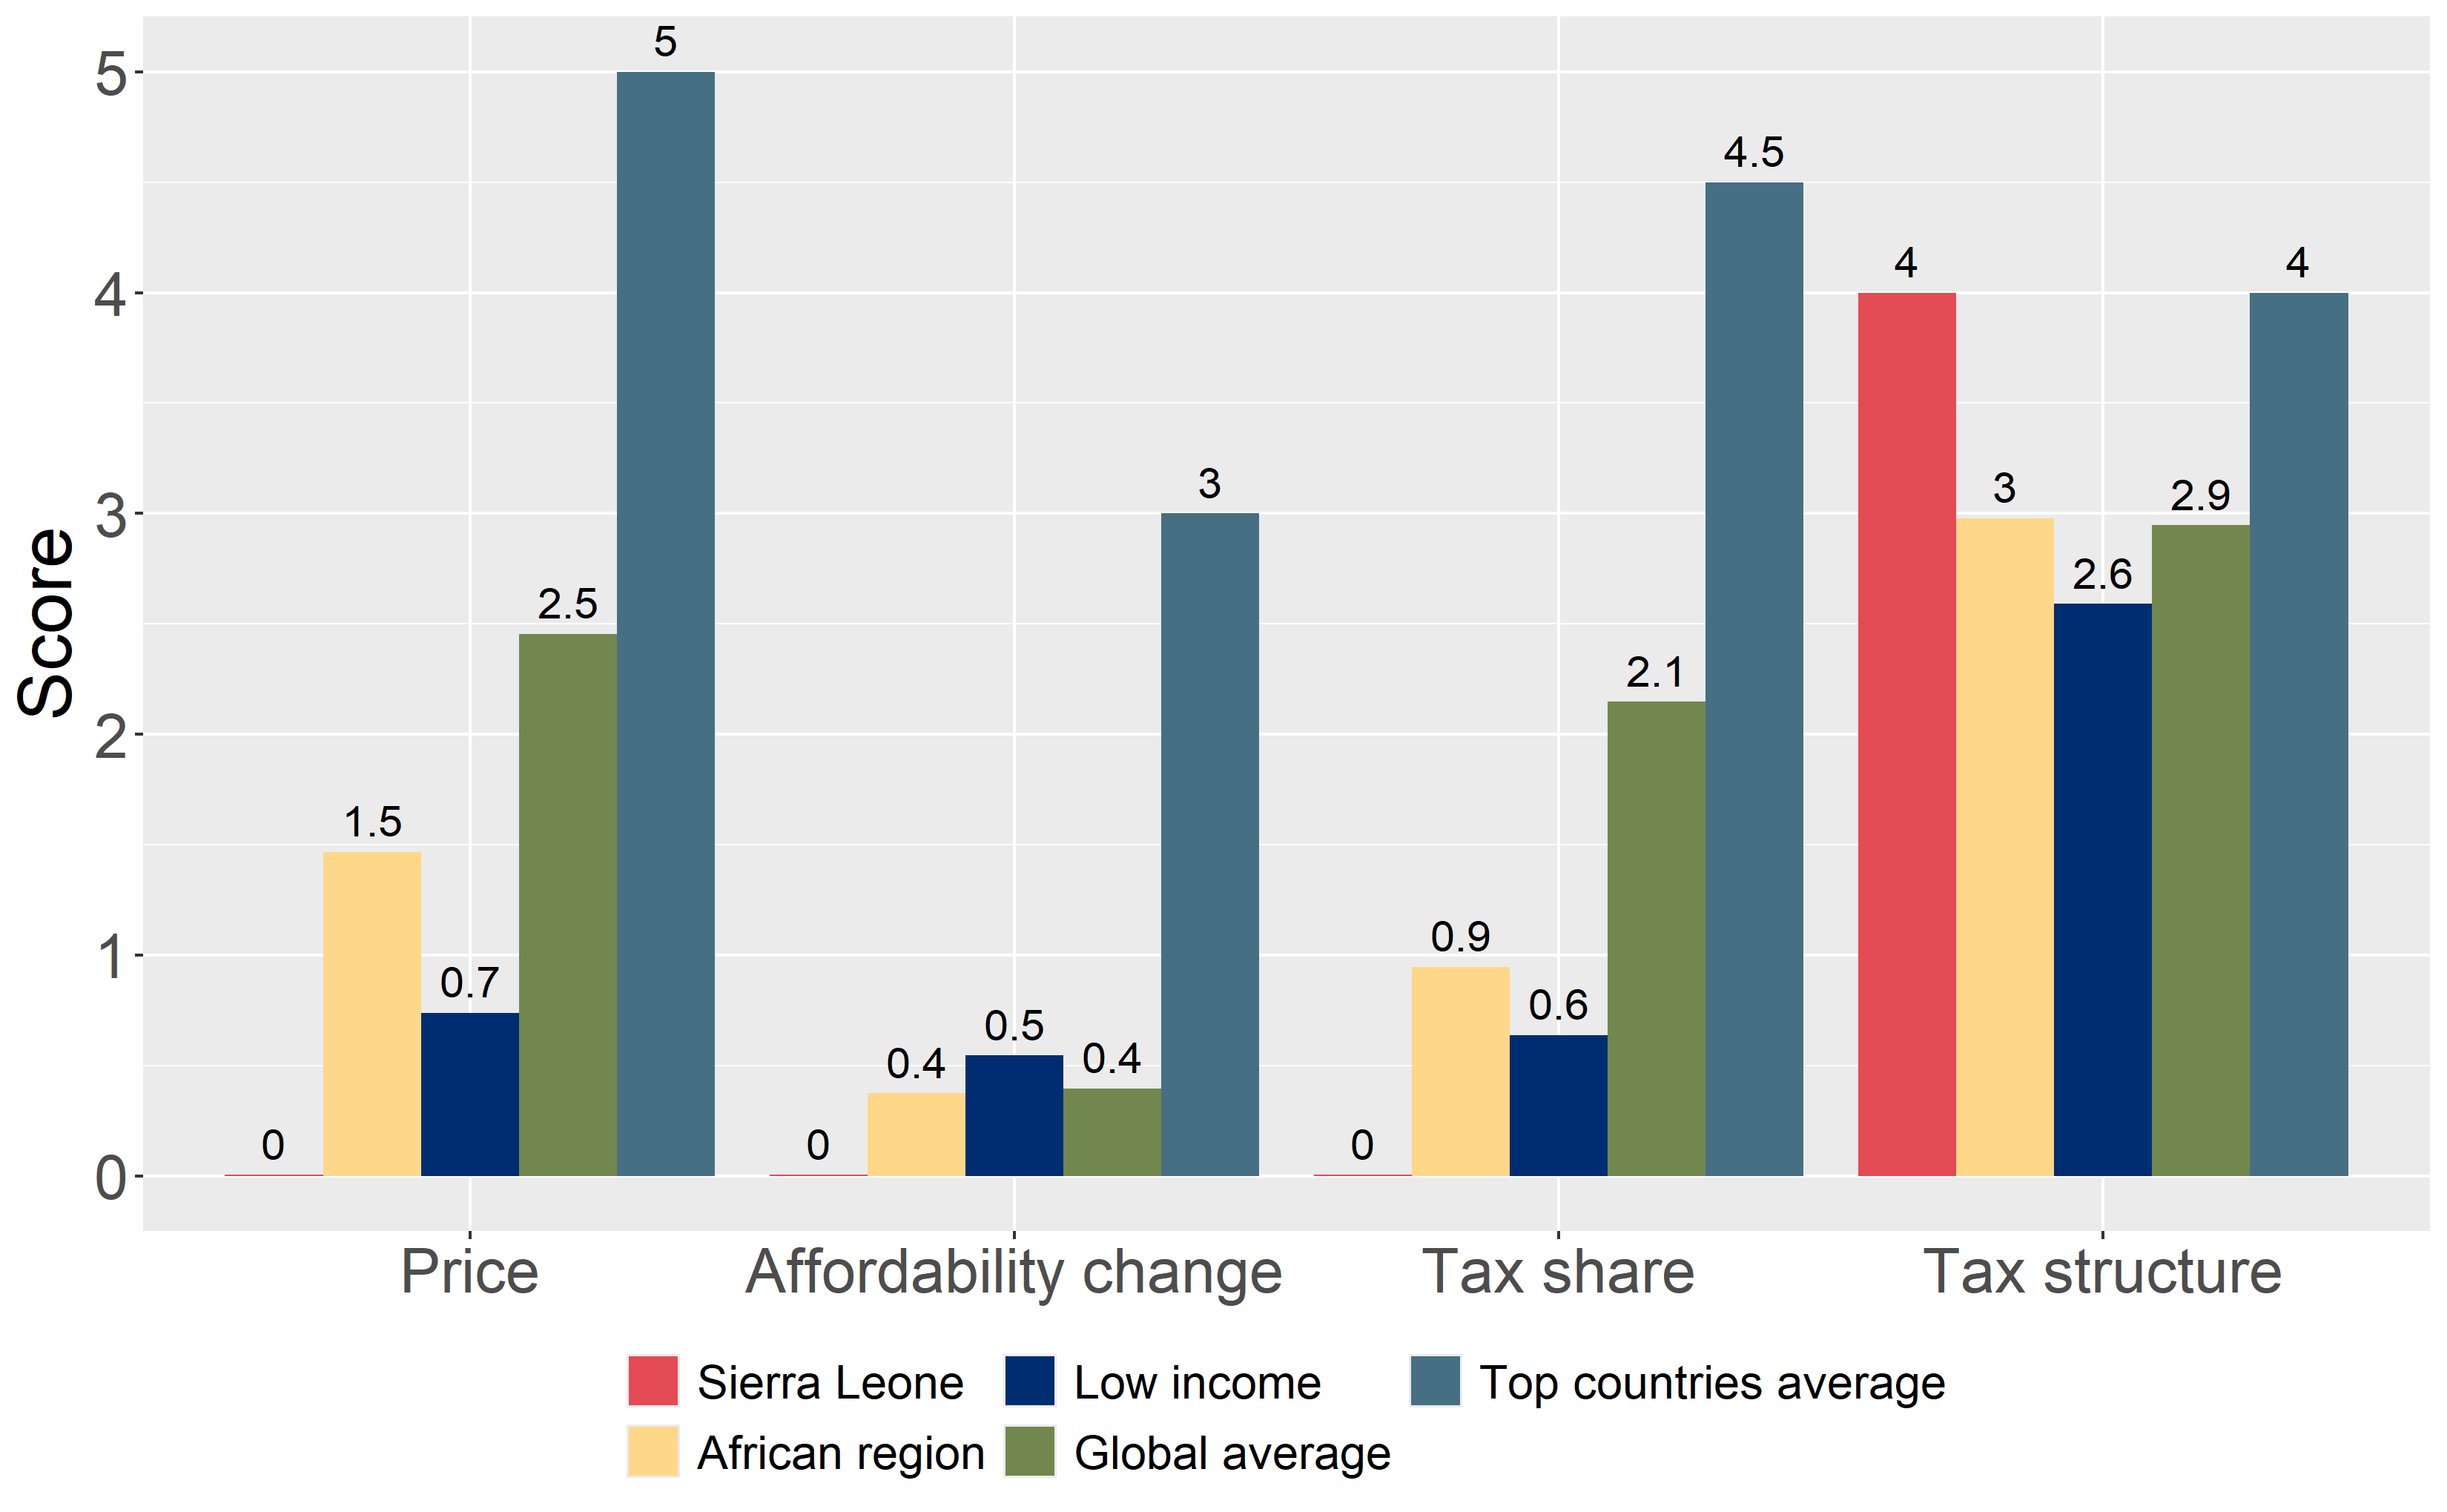 Score
5
4
3
2
1
0
0
1.5
0.7
2.5
5
0
0.4
0.5
0.4
3
0
0.9
0.6
2.1
4.5
4
3
2.6
2.9
4
Price
Affordability change
Tax share
Tax structure
Sierra Leone
Low income
Top countries average
African region
Global average